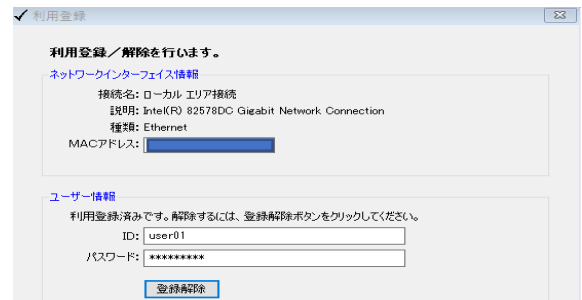 利用登録
利用登録／解除を行います。
ネットワークインターフェイス情報
接続名: ローカル エリア接続
説明: Intel(R) 82578DC Gigabit Network Connection
種類: Ethernet
MACアドレス:
ユーザー情報
利用登録済みです。解除するには、登録解除ボタンをクリックしてください。
ID: user01
パスワード: *********
登録解除